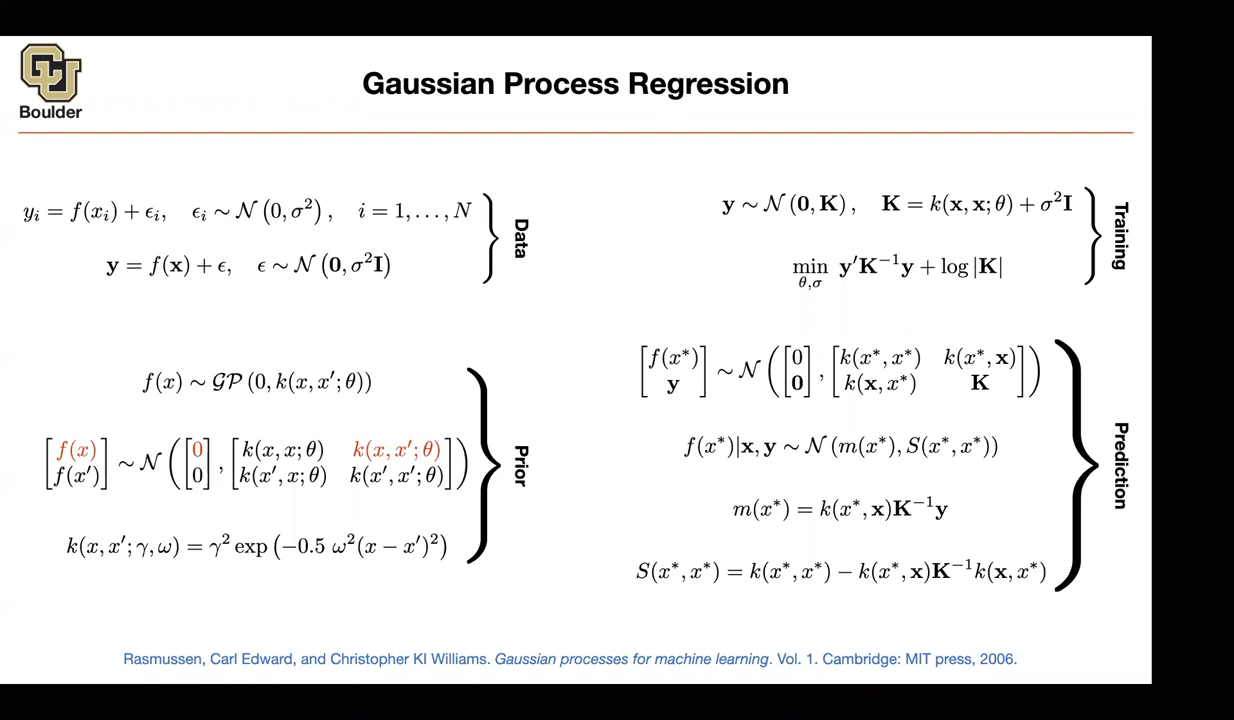 CU
Boulder
Gaussian Process Regression
y_i = f(x_i) + ϵ_i,   ϵ_i ∼ 𝒩(0, σ²),   i = 1, …, N
𝐲 = f(𝐱) + ϵ,   ϵ ∼ 𝒩(𝟎, σ²𝐈)
Data
f(x) ∼ 𝒢𝒫(0, k(x, x′; θ))
[f(x) ; f(x′)] ∼ 𝒩([0 ; 0], [k(x, x; θ)  k(x, x′; θ) ; k(x′, x; θ)  k(x′, x′; θ)])
k(x, x′; γ, ω) = γ² exp(−0.5 ω²(x − x′)²)
Prior
𝐲 ∼ 𝒩(𝟎, 𝐊),   𝐊 = k(𝐱, 𝐱; θ) + σ²𝐈
min_{θ,σ} 𝐲′𝐊⁻¹𝐲 + log|𝐊|
Training
[f(x*) ; 𝐲] ∼ 𝒩([0 ; 𝟎], [k(x*, x*)  k(x*, 𝐱) ; k(𝐱, x*)  𝐊])
f(x*)|𝐱, 𝐲 ∼ 𝒩(m(x*), S(x*, x*))
m(x*) = k(x*, 𝐱)𝐊⁻¹𝐲
S(x*, x*) = k(x*, x*) − k(x*, 𝐱)𝐊⁻¹k(𝐱, x*)
Prediction
Rasmussen, Carl Edward, and Christopher KI Williams. Gaussian processes for machine learning. Vol. 1. Cambridge: MIT press, 2006.